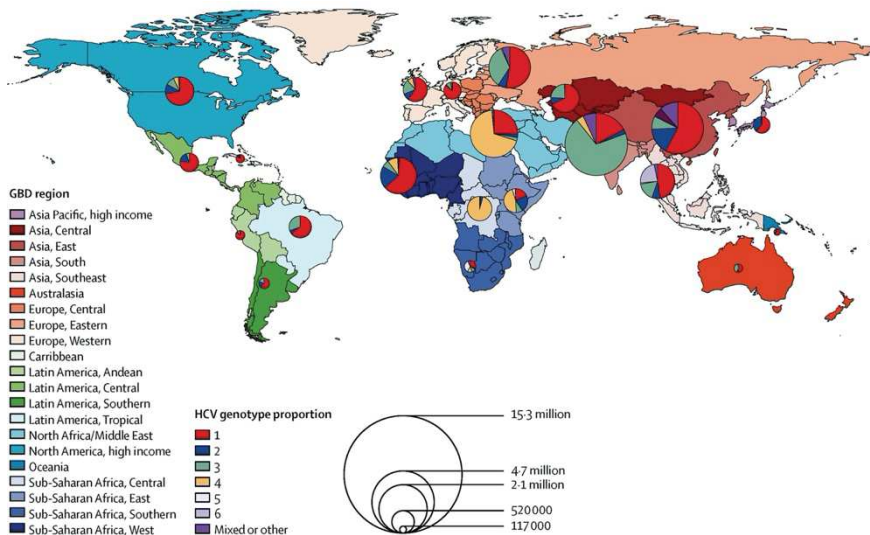 GBD region
Asia Pacific, high income
Asia, Central
Asia, East
Asia, South
Asia, Southeast
Australasia
Europe, Central
Europe, Eastern
Europe, Western
Carribbean
Latin America, Andean
Latin America, Central
Latin America, Southern
Latin America, Tropical
North Africa/Middle East
North America, high income
Oceania
Sub-Saharan Africa, Central
Sub-Saharan Africa, East
Sub-Saharan Africa, Southern
Sub-Saharan Africa, West
HCV genotype proportion
1
2
3
4
5
6
Mixed or other
15·3 million
4·7 million
2·1 million
520 000
117 000